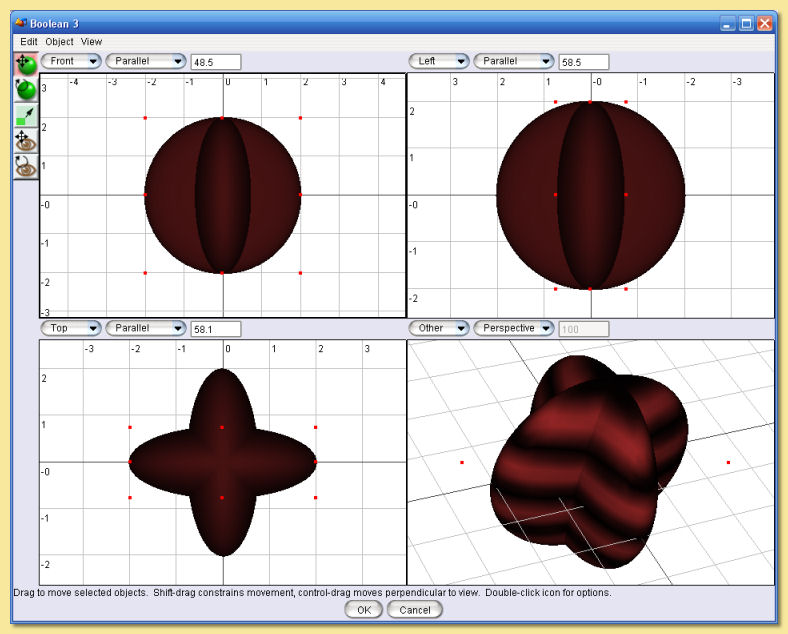 Boolean 3
Edit Object View
Front Parallel 48.5
Left Parallel 58.5
-4 -3 -2 -1 0 1 2 3 4
3 2 1 -0 -1 -2 -3
3
2
1
-0
-1
-2
-3
2
1
-0
-1
-2
Top Parallel 58.1
Other Perspective 100
-3 -2 -1 0 1 2 3
2
1
-0
-1
-2
Drag to move selected objects. Shift-drag constrains movement, control-drag moves perpendicular to view. Double-click icon for options.
OK Cancel